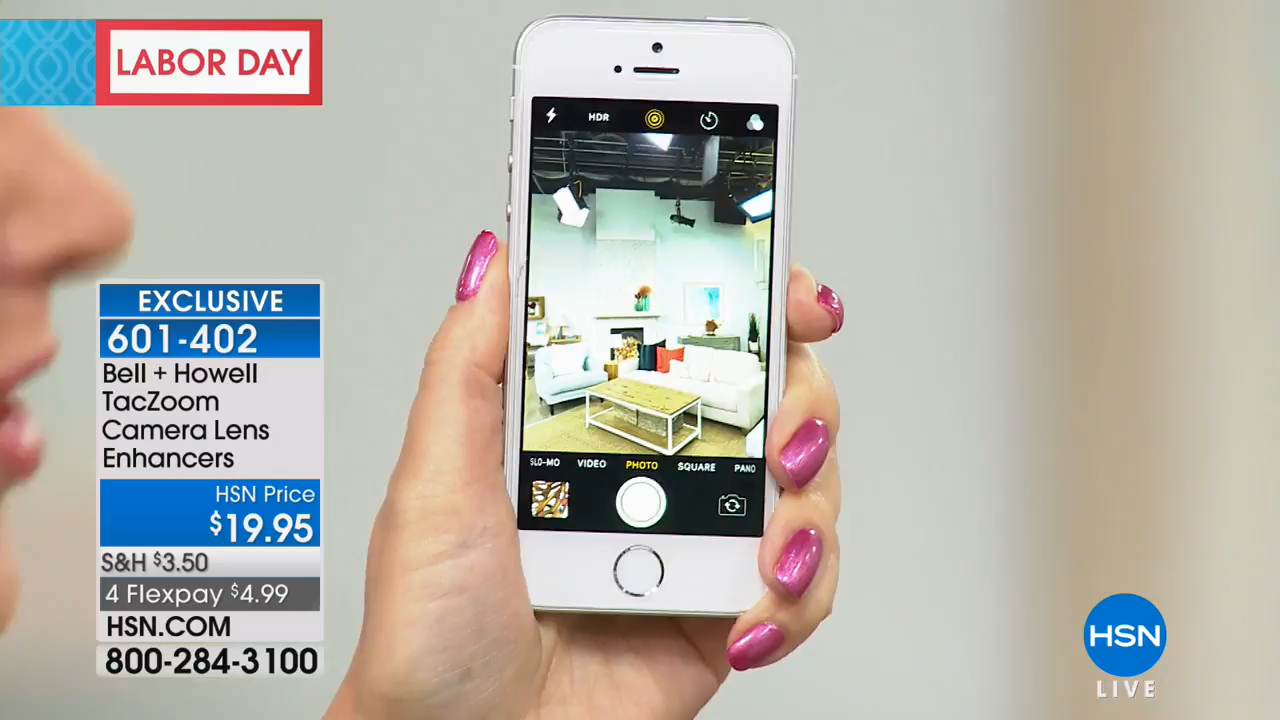 LABOR DAY
EXCLUSIVE
601-402
Bell + Howell
TacZoom
Camera Lens
Enhancers
HSN Price
$19.95
S&H $3.50
4 Flexpay $4.99
HSN.COM
800-284-3100
HDR
SLO-MO VIDEO PHOTO SQUARE PANO
HSN
LIVE